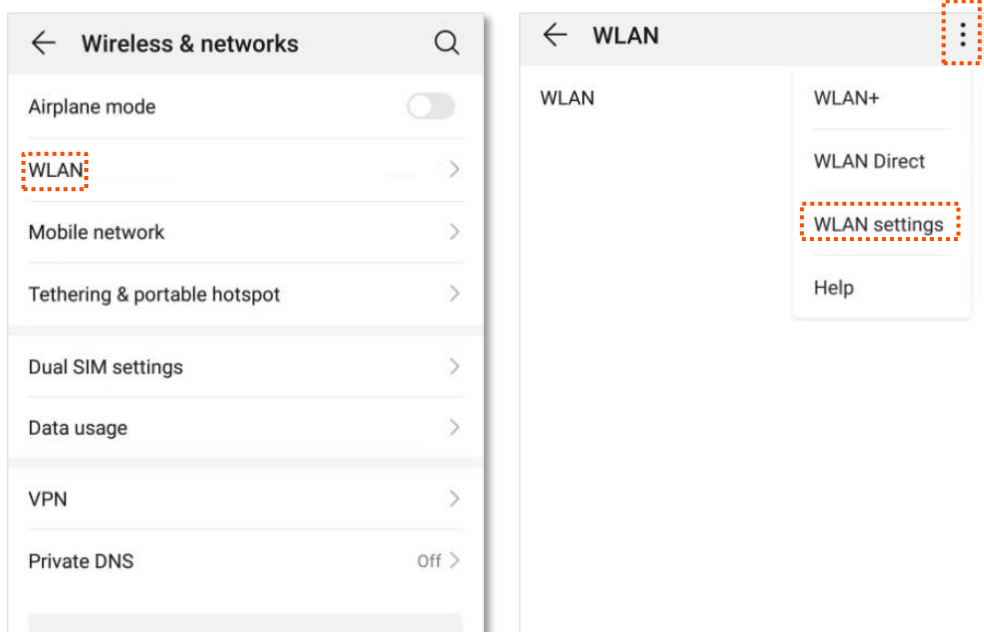 Wireless & networks
Airplane mode
WLAN
Mobile network
Tethering & portable hotspot
Dual SIM settings
Data usage
VPN
Private DNS Off
WLAN
WLAN
WLAN+
WLAN Direct
WLAN settings
Help